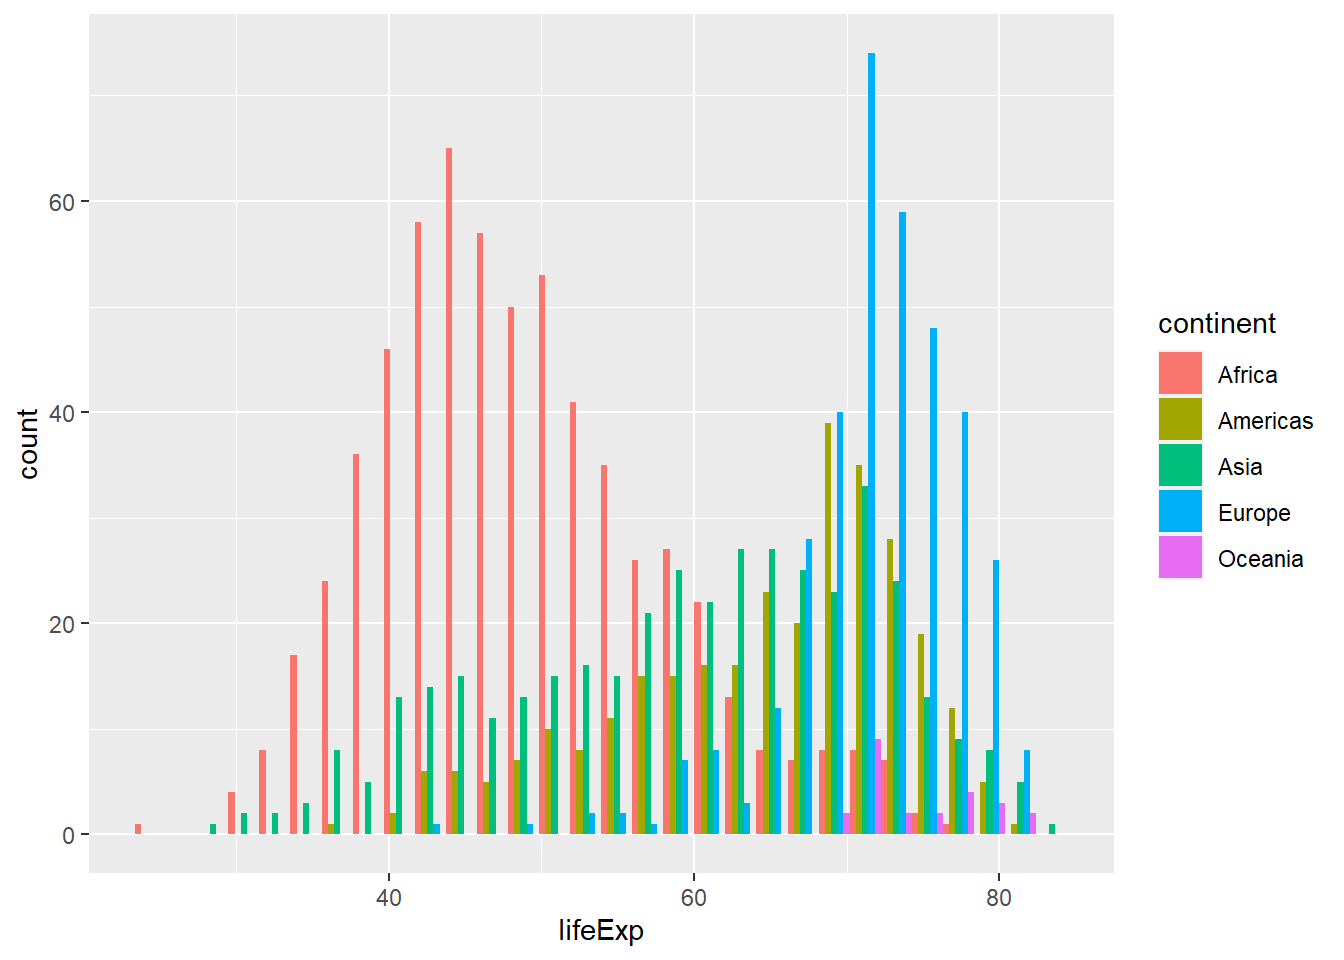 60
40
20
0
count
40 60 80
lifeExp
continent
Africa
Americas
Asia
Europe
Oceania